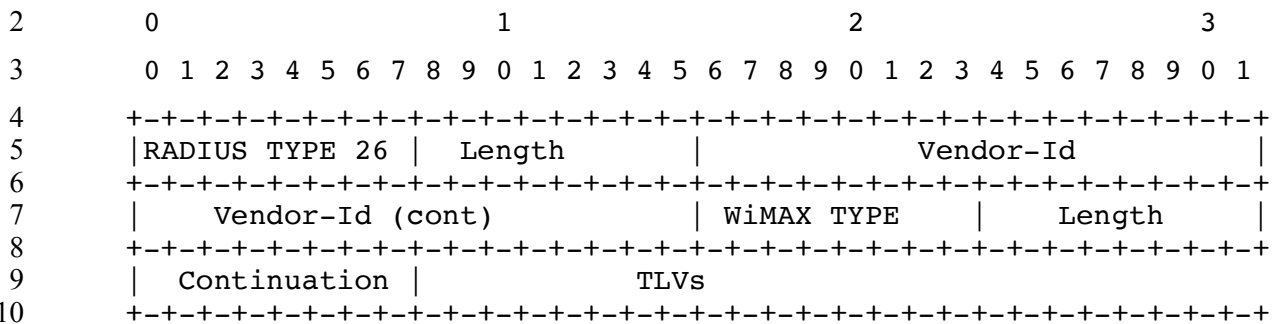 2 0 1 2 3
3 0 1 2 3 4 5 6 7 8 9 0 1 2 3 4 5 6 7 8 9 0 1 2 3 4 5 6 7 8 9 0 1
4 +-+-+-+-+-+-+-+-+-+-+-+-+-+-+-+-+-+-+-+-+-+-+-+-+-+-+-+-+-+-+-+-+
5 |RADIUS TYPE 26 | Length | Vendor-Id |
6 +-+-+-+-+-+-+-+-+-+-+-+-+-+-+-+-+-+-+-+-+-+-+-+-+-+-+-+-+-+-+-+-+
7 | Vendor-Id (cont) | WiMAX TYPE | Length |
8 +-+-+-+-+-+-+-+-+-+-+-+-+-+-+-+-+-+-+-+-+-+-+-+-+-+-+-+-+-+-+-+-+
9 | Continuation | TLVs
10 +-+-+-+-+-+-+-+-+-+-+-+-+-+-+-+-+-+-+-+-+-+-+-+-+-+-+-+-+-+-+-+-+